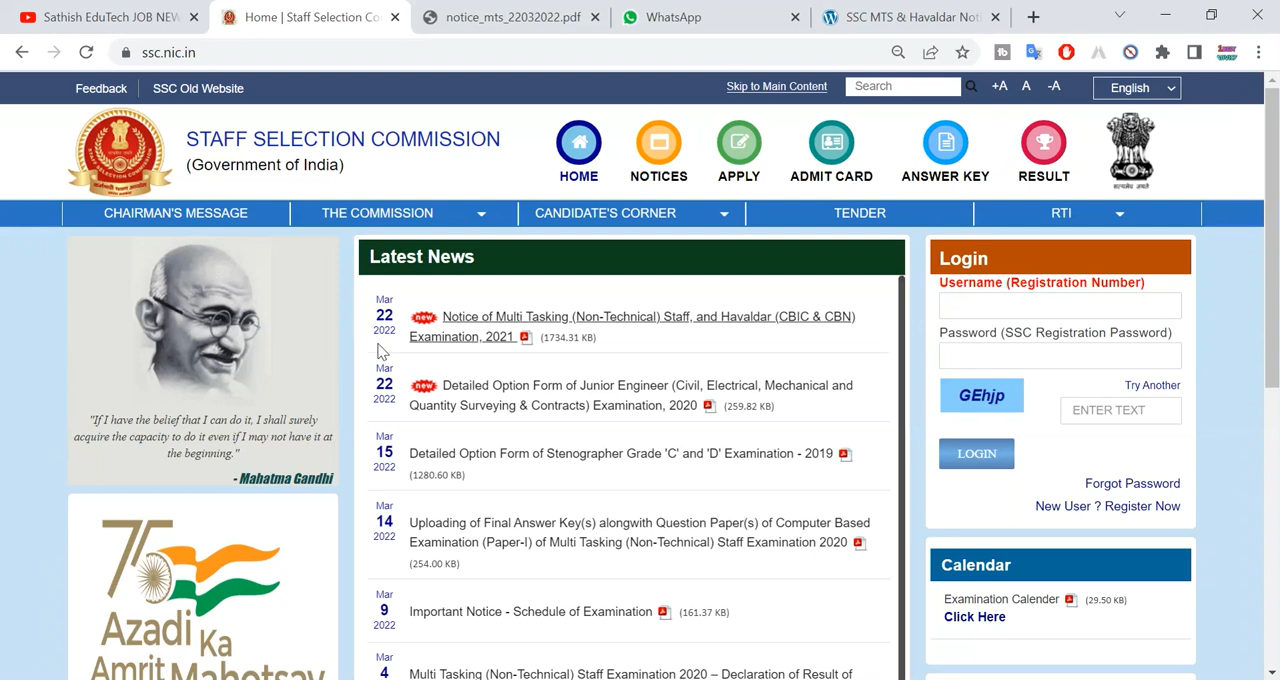 Sathish EduTech JOB NEW
Home | Staff Selection Co
notice_mts_22032022.pdf
WhatsApp
SSC MTS & Havaldar Noti
ssc.nic.in
Feedback
SSC Old Website
Skip to Main Content
Search
+A
A
-A
English
STAFF SELECTION COMMISSION
(Government of India)
HOME
NOTICES
APPLY
ADMIT CARD
ANSWER KEY
RESULT
सत्यमेव जयते
CHAIRMAN'S MESSAGE
THE COMMISSION
CANDIDATE'S CORNER
TENDER
RTI
"If I have the belief that I can do it, I shall surely
acquire the capacity to do it even if I may not have it at
the beginning."
- Mahatma Gandhi
75
Azadi Ka
Amrit Mahotsav
Latest News
Mar
22
2022
new Notice of Multi Tasking (Non-Technical) Staff, and Havaldar (CBIC & CBN)
Examination, 2021 (1734.31 KB)
Mar
22
2022
new Detailed Option Form of Junior Engineer (Civil, Electrical, Mechanical and
Quantity Surveying & Contracts) Examination, 2020 (259.82 KB)
Mar
15
2022
Detailed Option Form of Stenographer Grade 'C' and 'D' Examination - 2019
(1280.60 KB)
Mar
14
2022
Uploading of Final Answer Key(s) alongwith Question Paper(s) of Computer Based
Examination (Paper-I) of Multi Tasking (Non-Technical) Staff Examination 2020
(254.00 KB)
Mar
9
2022
Important Notice - Schedule of Examination (161.37 KB)
Mar
4
Multi Tasking (Non-Technical) Staff Examination 2020 – Declaration of Result of
Login
Username (Registration Number)
Password (SSC Registration Password)
GEhjp
Try Another
ENTER TEXT
LOGIN
Forgot Password
New User ? Register Now
Calendar
Examination Calender (29.50 KB)
Click Here